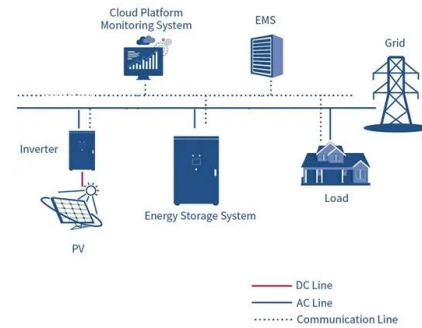 Cloud Platform
Monitoring System
EMS
Grid
Inverter
Energy Storage System
Load
PV
DC Line
AC Line
Communication Line